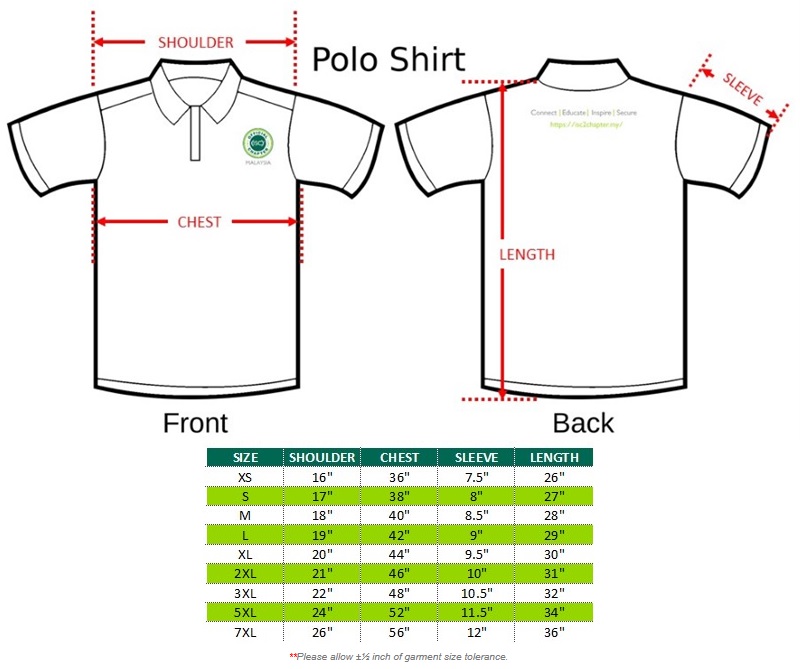 SHOULDER
Polo Shirt
SLEEVE
OFFICIAL
(ISC)²
CHAPTER
MALAYSIA
Connect | Educate | Inspire | Secure
https://isc2chapter.my/
CHEST
LENGTH
Front
Back
SIZE SHOULDER CHEST SLEEVE LENGTH
XS 16" 36" 7.5" 26"
S 17" 38" 8" 27"
M 18" 40" 8.5" 28"
L 19" 42" 9" 29"
XL 20" 44" 9.5" 30"
2XL 21" 46" 10" 31"
3XL 22" 48" 10.5" 32"
5XL 24" 52" 11.5" 34"
7XL 26" 56" 12" 36"
**Please allow ±½ inch of garment size tolerance.